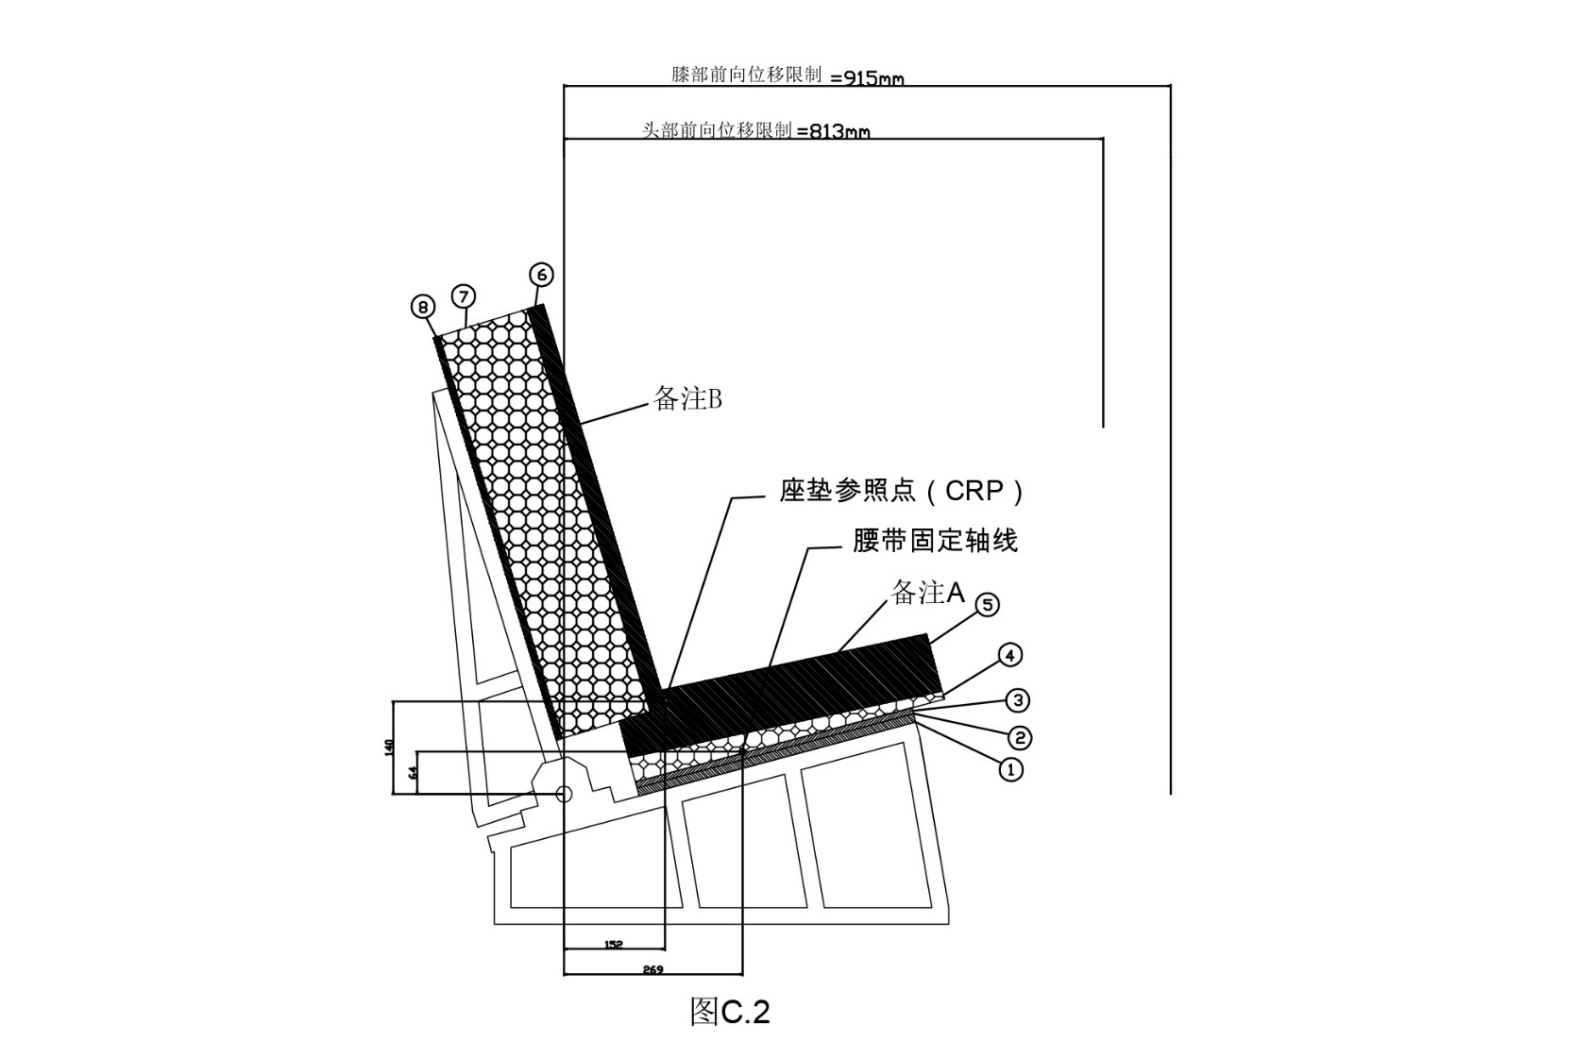 膝部前向位移限制 =915mm
头部前向位移限制 =813mm
6
7
8
备注B
座垫参照点（CRP）
腰带固定轴线
备注A
5
4
3
2
1
140
64
152
269
图C.2